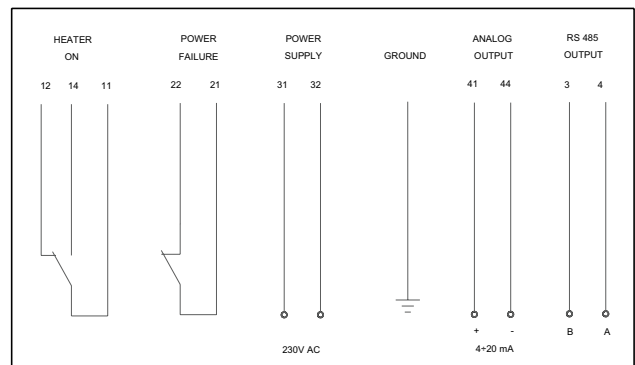 HEATER ON
POWER FAILURE
POWER SUPPLY
GROUND
ANALOG OUTPUT
RS 485 OUTPUT
12 14 11
22 21
31 32
41 44
3 4
230V AC
+ -
4÷20 mA
B A